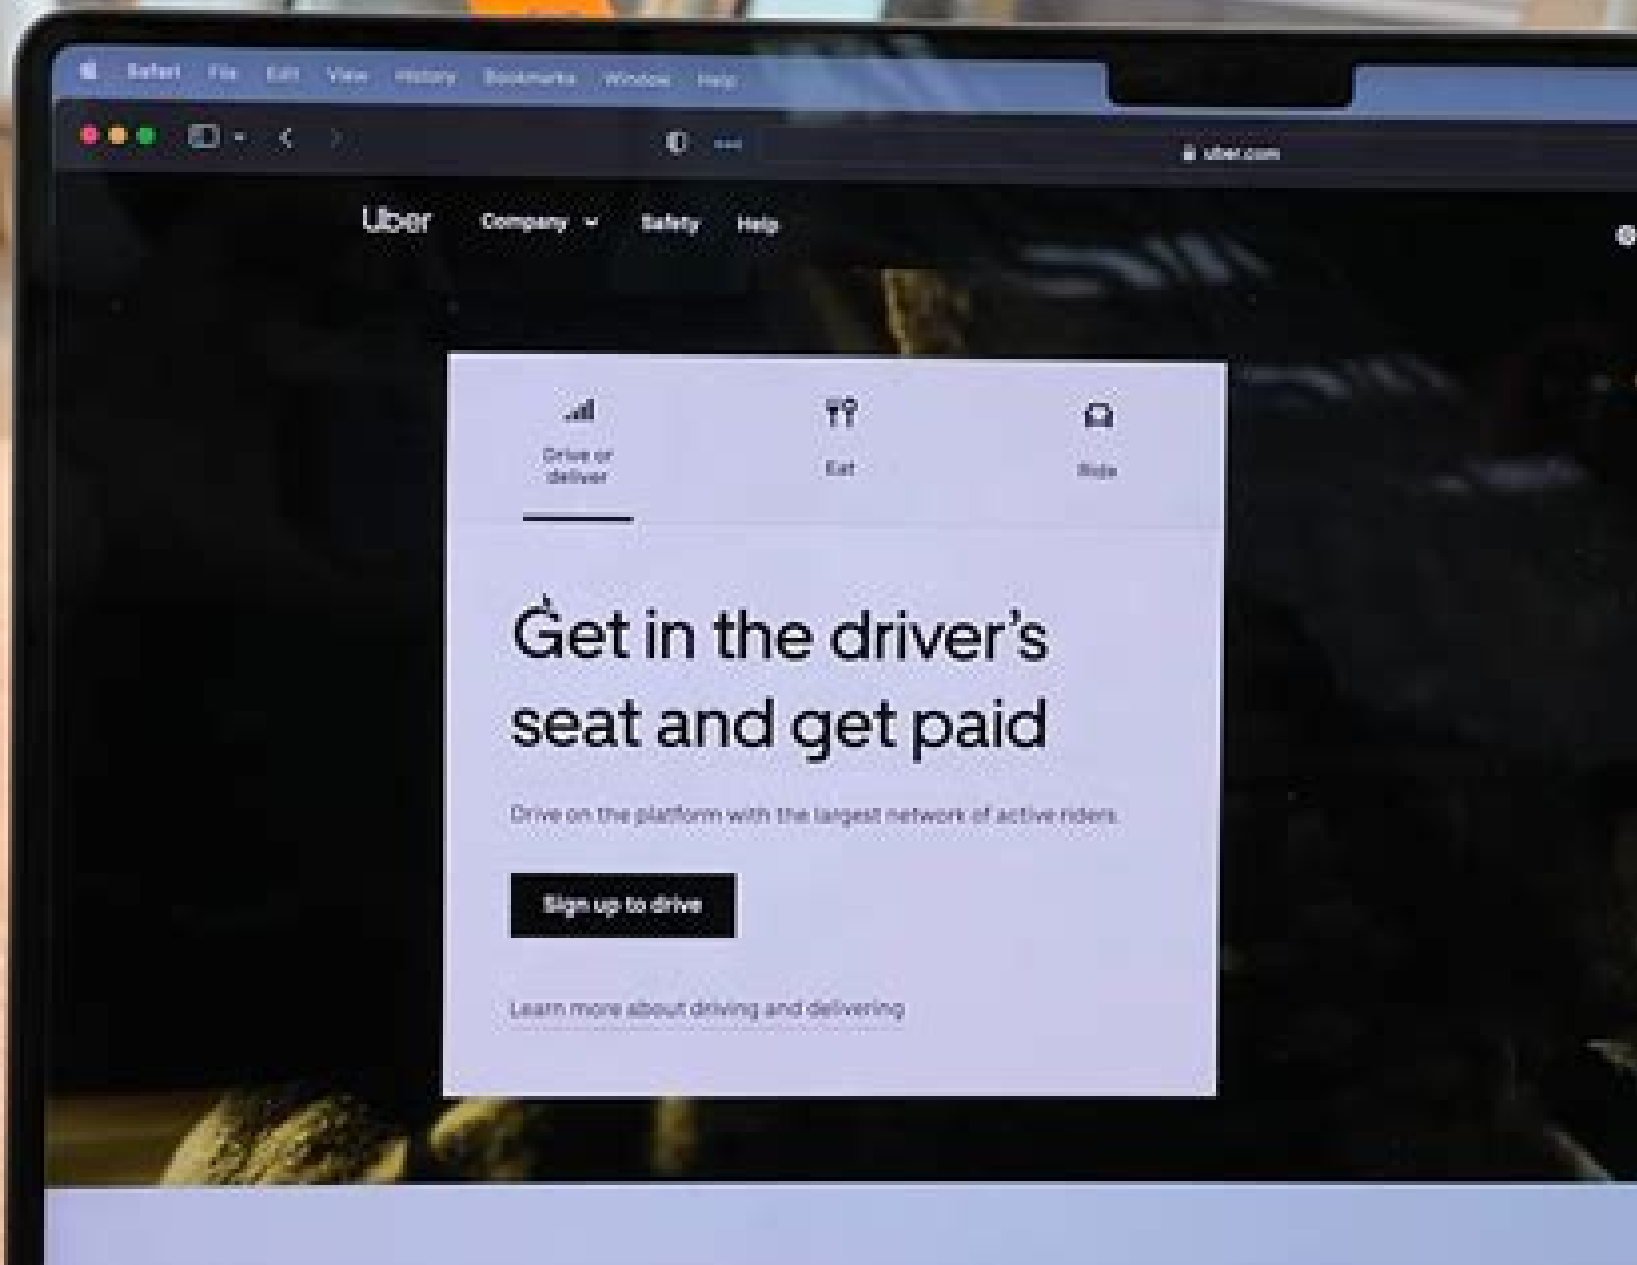 Safari File Edit View History Bookmarks Window Help
uber.com
Uber Company Safety Help
Drive or
deliver
Eat
Ride
Get in the driver's
seat and get paid
Drive on the platform with the largest network of active riders.
Sign up to drive
Learn more about driving and delivering